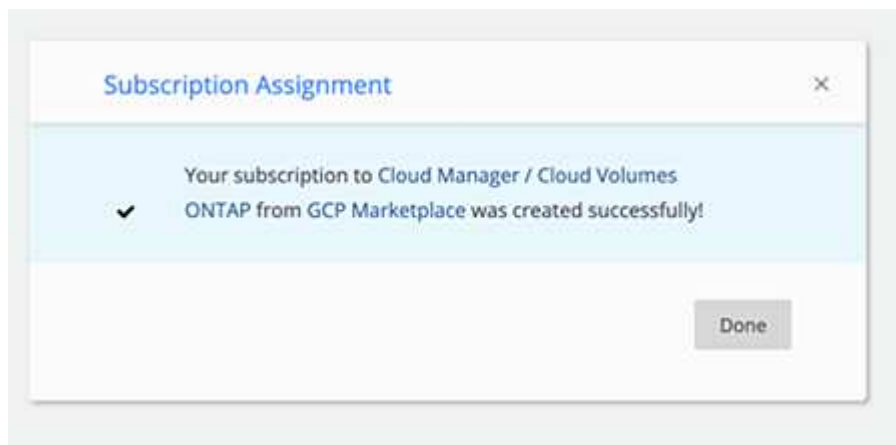 Subscription Assignment
Your subscription to Cloud Manager / Cloud Volumes
ONTAP from GCP Marketplace was created successfully!
Done